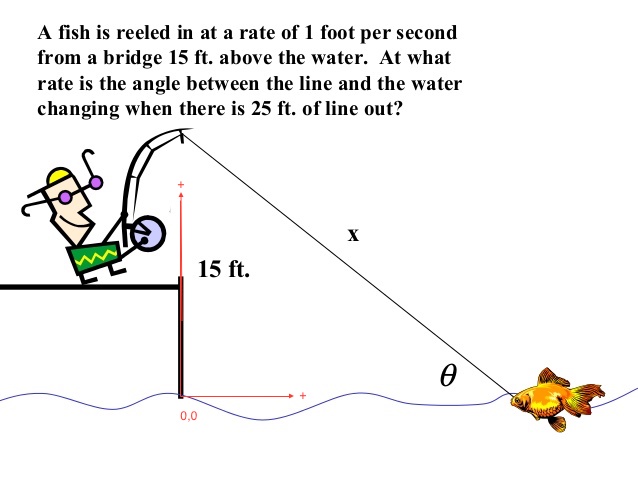 A fish is reeled in at a rate of 1 foot per second
from a bridge 15 ft. above the water.  At what
rate is the angle between the line and the water
changing when there is 25 ft. of line out?
+
x
15 ft.
θ
+
0,0